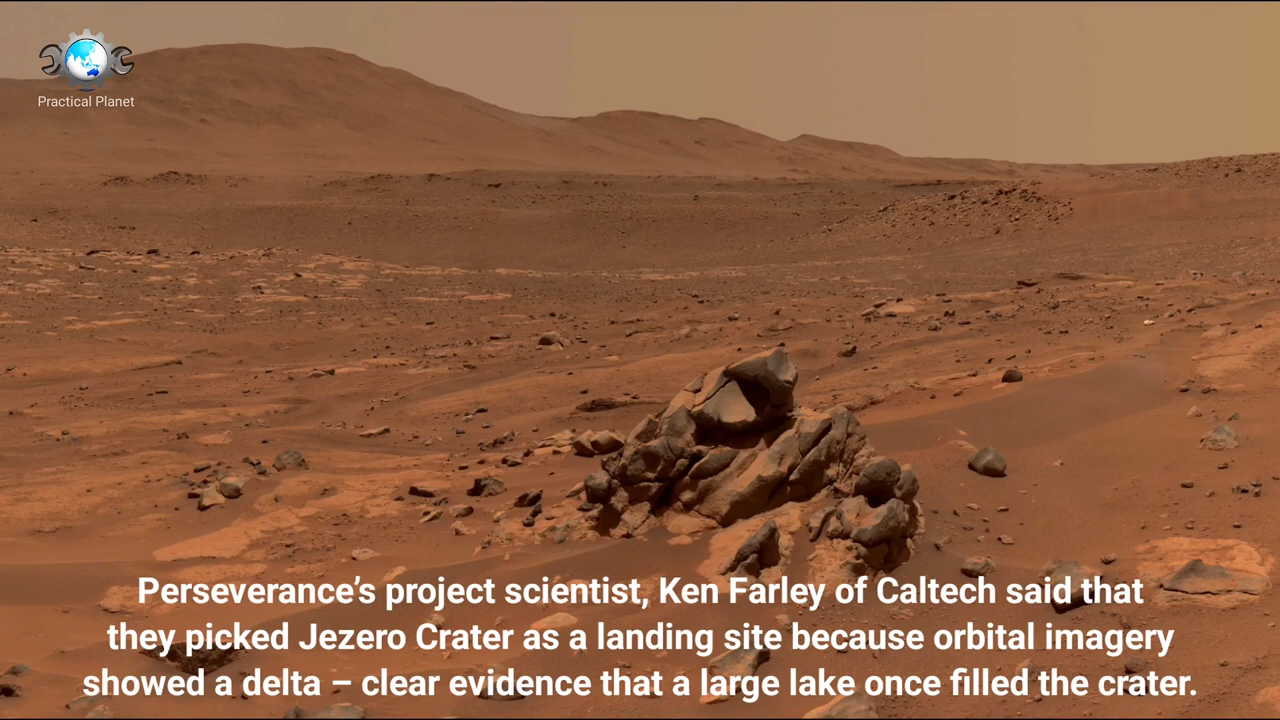 Practical Planet
Perseverance’s project scientist, Ken Farley of Caltech said that
they picked Jezero Crater as a landing site because orbital imagery
showed a delta – clear evidence that a large lake once filled the crater.